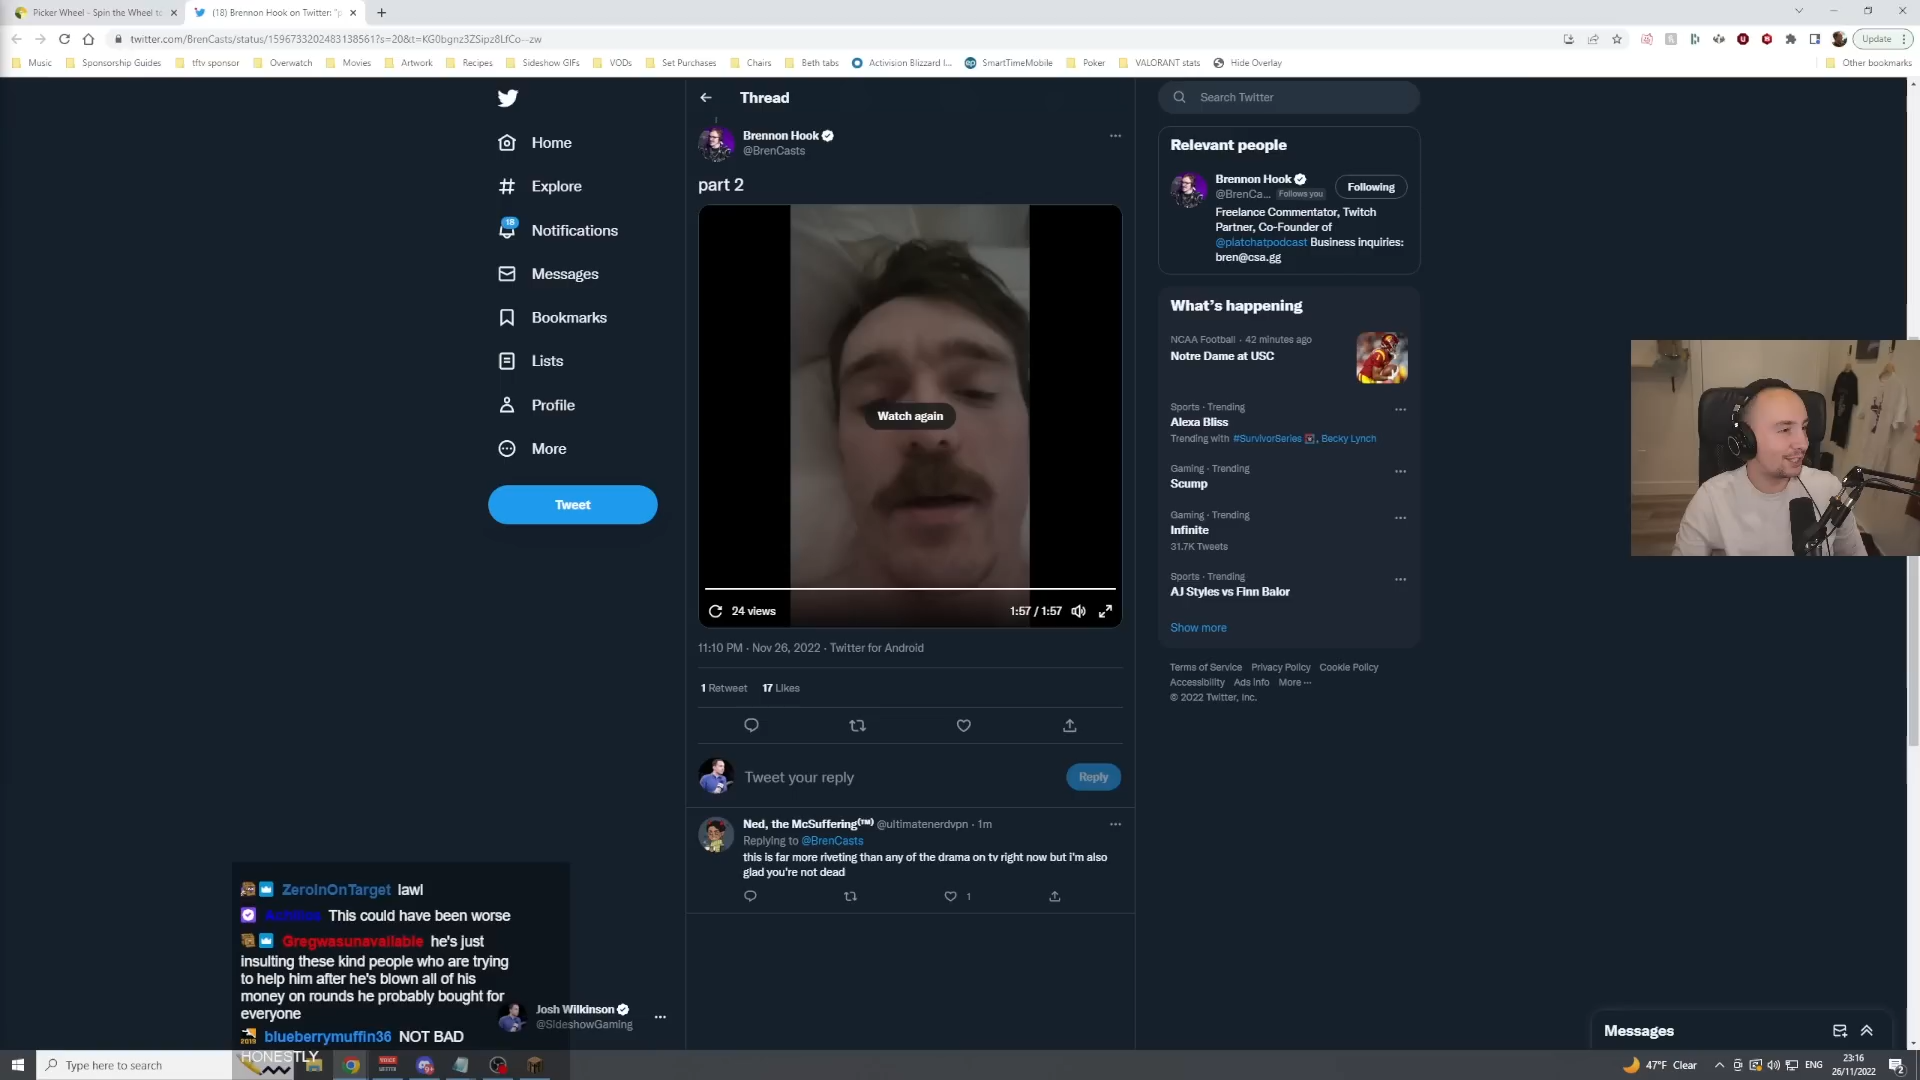 Picker Wheel - Spin the Wheel to
(18) Brennon Hook on Twitter: "p
twitter.com/BrenCasts/status/1596733202483138561?s=20&t=KG0bgnz3ZSipz8LfCo--zw
Update
Music
Sponsorship Guides
tftv sponsor
Overwatch
Movies
Artwork
Recipes
Sideshow GIFs
VODs
Set Purchases
Chairs
Beth tabs
Activision Blizzard I...
SmartTimeMobile
Poker
VALORANT stats
Hide Overlay
Other bookmarks
Home
Explore
18
Notifications
Messages
Bookmarks
Lists
Profile
More
Tweet
Thread
Brennon Hook
@BrenCasts
part 2
Watch again
24 views
1:57 / 1:57
11:10 PM · Nov 26, 2022 · Twitter for Android
1 Retweet 17 Likes
Tweet your reply
Reply
Ned, the McSuffering(™) @ultimatenerdvpn · 1m
Replying to @BrenCasts
this is far more riveting than any of the drama on tv right now but i'm also
glad you're not dead
1
Search Twitter
Relevant people
Brennon Hook
@BrenCa... Follows you
Following
Freelance Commentator, Twitch
Partner, Co-Founder of
@platchatpodcast Business inquiries:
bren@csa.gg
What's happening
NCAA Football · 42 minutes ago
Notre Dame at USC
Sports · Trending
Alexa Bliss
Trending with #SurvivorSeries, Becky Lynch
Gaming · Trending
Scump
Gaming · Trending
Infinite
31.7K Tweets
Sports · Trending
AJ Styles vs Finn Balor
Show more
Terms of Service Privacy Policy Cookie Policy
Accessibility Ads info More ...
© 2022 Twitter, Inc.
ZeroInOnTarget lawl
Achilios This could have been worse
Gregwasunavailable he's just
insulting these kind people who are trying
to help him after he's blown all of his
money on rounds he probably bought for
everyone
blueberrymuffin36 NOT BAD
HONESTLY
Josh Wilkinson
@SideshowGaming
Messages
Type here to search
47°F Clear
ENG
23:16
26/11/2022
2